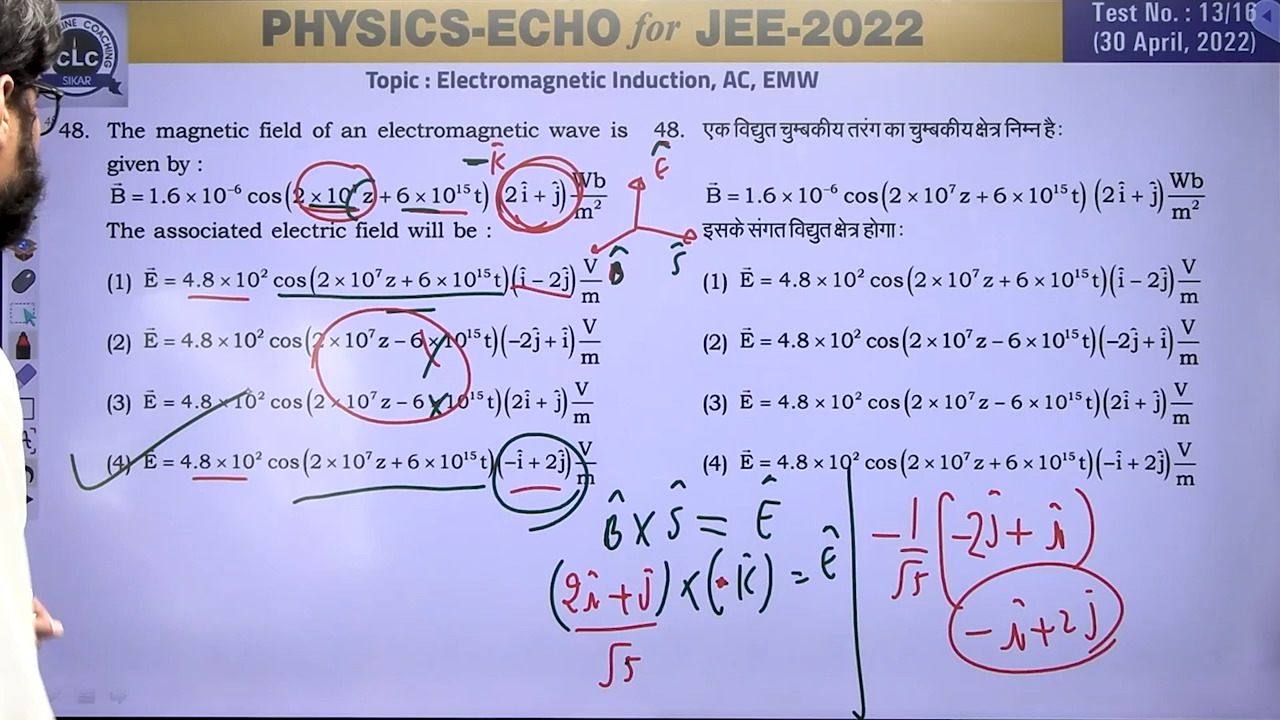 PHYSICS-ECHO for JEE-2022
Test No. : 13/16
(30 April, 2022)
CLC
SIKAR
Topic : Electromagnetic Induction, AC, EMW
48. The magnetic field of an electromagnetic wave is
given by :
B⃗ = 1.6 × 10⁻⁶ cos(2 × 10⁷ z + 6 × 10¹⁵ t) (2î + ĵ) Wb/m²
The associated electric field will be :
(1) E⃗ = 4.8 × 10² cos(2 × 10⁷ z + 6 × 10¹⁵ t)(î − 2ĵ) V/m
(2) E⃗ = 4.8 × 10² cos(2 × 10⁷ z − 6 × 10¹⁵ t)(−2ĵ + î) V/m
(3) E⃗ = 4.8 × 10² cos(2 × 10⁷ z − 6 × 10¹⁵ t)(2î + ĵ) V/m
(4) E⃗ = 4.8 × 10² cos(2 × 10⁷ z + 6 × 10¹⁵ t)(−î + 2ĵ) V/m
48. एक विद्युत चुम्बकीय तरंग का चुम्बकीय क्षेत्र निम्न है:
B⃗ = 1.6 × 10⁻⁶ cos(2 × 10⁷ z + 6 × 10¹⁵ t) (2î + ĵ) Wb/m²
इसके संगत विद्युत क्षेत्र होगा:
(1) E⃗ = 4.8 × 10² cos(2 × 10⁷ z + 6 × 10¹⁵ t)(î − 2ĵ) V/m
(2) E⃗ = 4.8 × 10² cos(2 × 10⁷ z − 6 × 10¹⁵ t)(−2ĵ + î) V/m
(3) E⃗ = 4.8 × 10² cos(2 × 10⁷ z − 6 × 10¹⁵ t)(2î + ĵ) V/m
(4) E⃗ = 4.8 × 10² cos(2 × 10⁷ z + 6 × 10¹⁵ t)(−î + 2ĵ) V/m
−k̂
Ê
B̂
Ŝ
B̂ × Ŝ = Ê
(2î + ĵ)/√5 × (-k̂) = Ê
−1/√5 (−2ĵ + î)
−î + 2ĵ